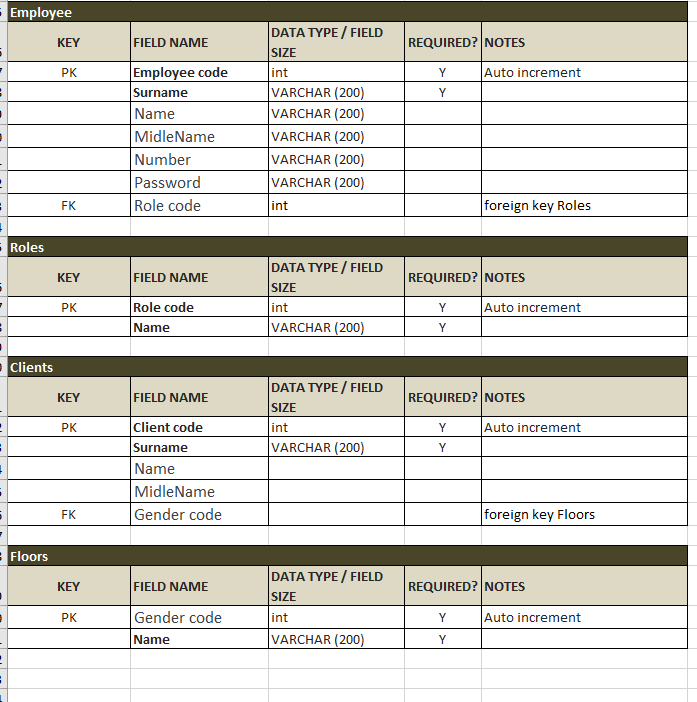 Employee
KEY FIELD NAME DATA TYPE / FIELD SIZE REQUIRED? NOTES
PK Employee code int Y Auto increment
Surname VARCHAR (200) Y
Name VARCHAR (200)
MidleName VARCHAR (200)
Number VARCHAR (200)
Password VARCHAR (200)
FK Role code int foreign key Roles
Roles
KEY FIELD NAME DATA TYPE / FIELD SIZE REQUIRED? NOTES
PK Role code int Y Auto increment
Name VARCHAR (200) Y
Clients
KEY FIELD NAME DATA TYPE / FIELD SIZE REQUIRED? NOTES
PK Client code int Y Auto increment
Surname VARCHAR (200) Y
Name
MidleName
FK Gender code foreign key Floors
Floors
KEY FIELD NAME DATA TYPE / FIELD SIZE REQUIRED? NOTES
PK Gender code int Y Auto increment
Name VARCHAR (200) Y